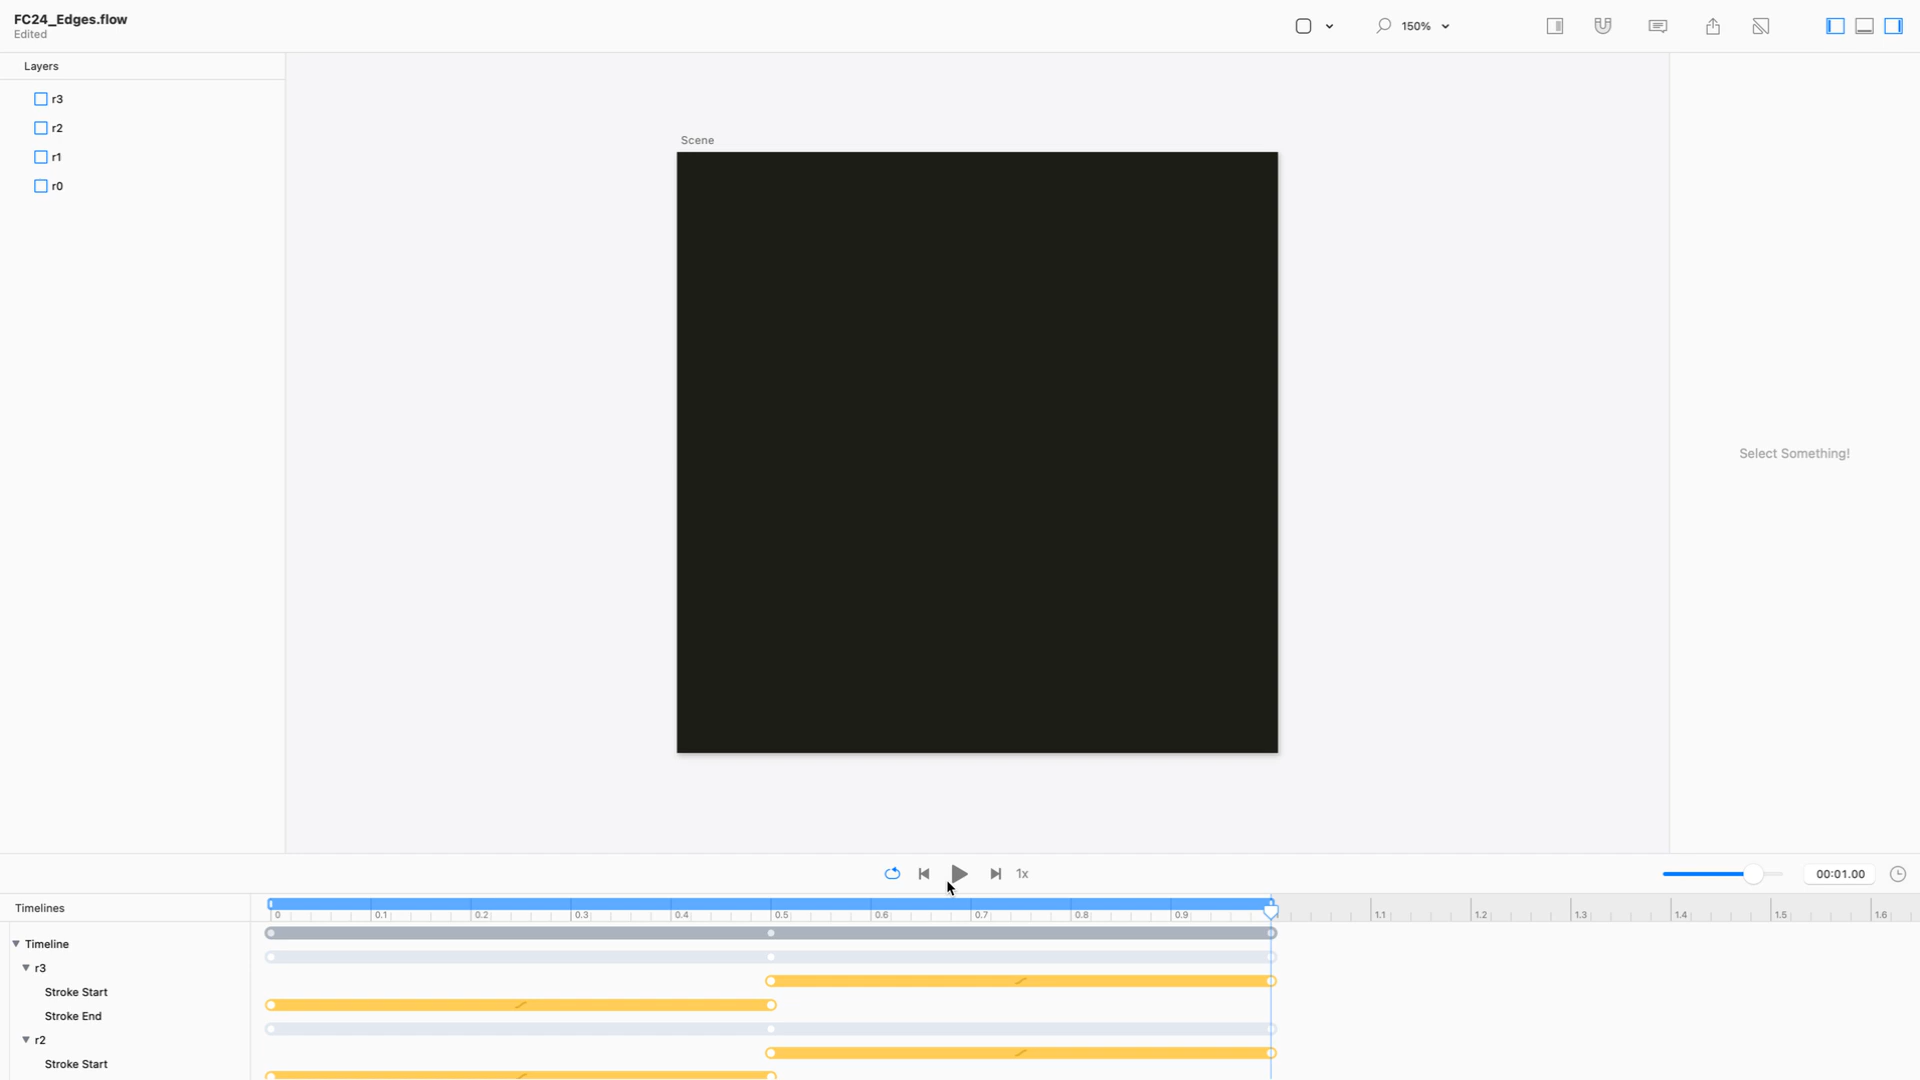 FC24_Edges.flow
Edited
150%
Layers
r3
r2
r1
r0
Scene
Select Something!
1x
00:01.00
Timelines
0 0.1 0.2 0.3 0.4 0.5 0.6 0.7 0.8 0.9 1.1 1.2 1.3 1.4 1.5 1.6
Timeline
r3
Stroke Start
Stroke End
r2
Stroke Start